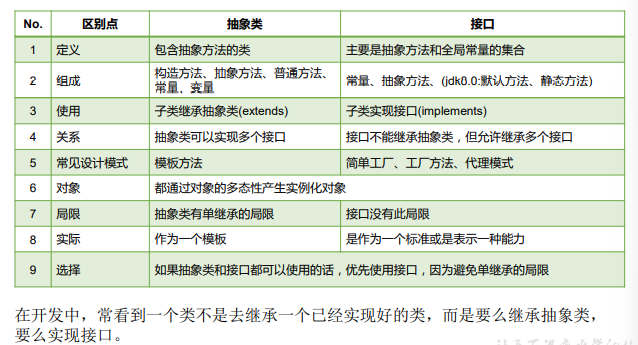 No. 区别点 抽象类 接口
1 定义 包含抽象方法的类 主要是抽象方法和全局常量的集合
2 组成 构造方法、抽象方法、普通方法、常量、变量 常量、抽象方法、(jdk8.0:默认方法、静态方法)
3 使用 子类继承抽象类(extends) 子类实现接口(implements)
4 关系 抽象类可以实现多个接口 接口不能继承抽象类，但允许继承多个接口
5 常见设计模式 模板方法 简单工厂、工厂方法、代理模式
6 对象 都通过对象的多态性产生实例化对象
7 局限 抽象类有单继承的局限 接口没有此局限
8 实际 作为一个模板 是作为一个标准或是表示一种能力
9 选择 如果抽象类和接口都可以使用的话，优先使用接口，因为避免单继承的局限
在开发中，常看到一个类不是去继承一个已经实现好的类，而是要么继承抽象类，
要么实现接口。